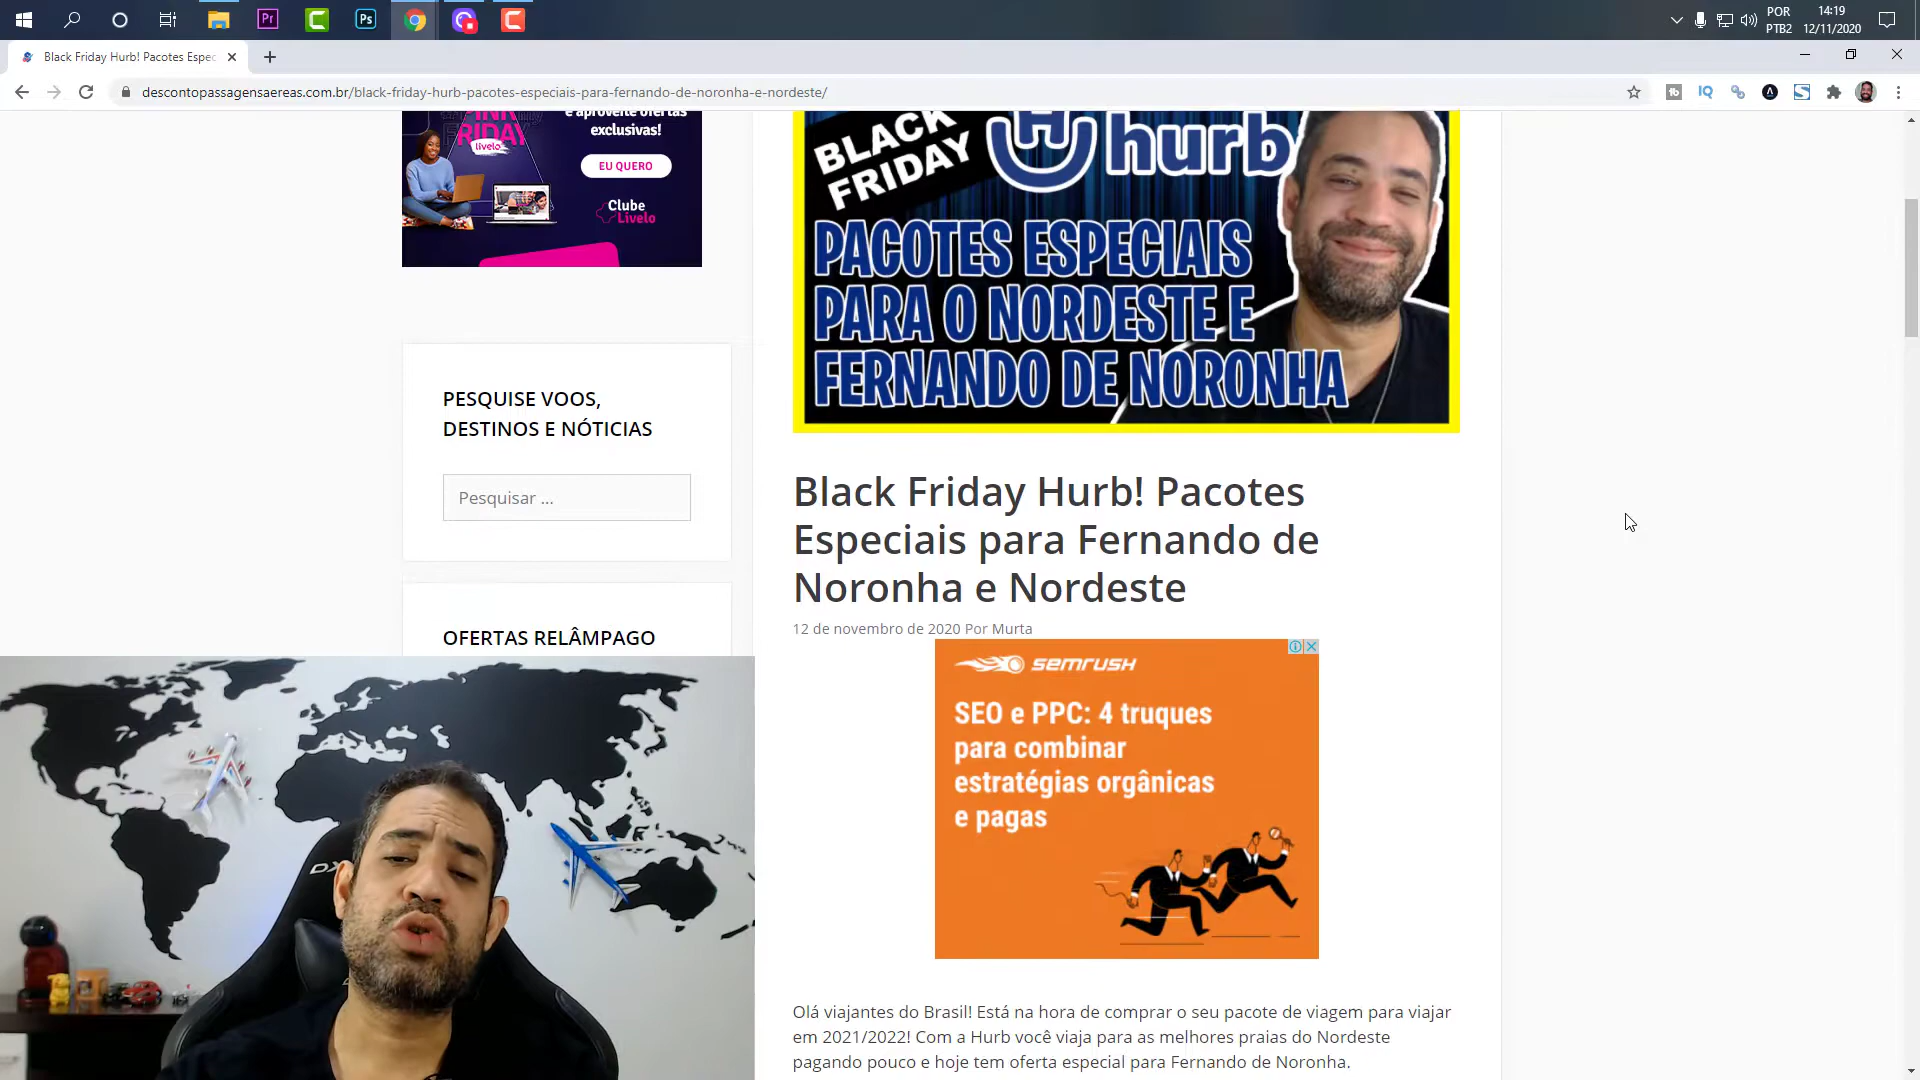 POR
PTB2
14:19
12/11/2020
Black Friday Hurb! Pacotes Espec
descontopassagensaereas.com.br/black-friday-hurb-pacotes-especiais-para-fernando-de-noronha-e-nordeste/
PINK
FRIDAY
livelo
e aproveite ofertas
exclusivas!
EU QUERO
Clube
Livelo
PESQUISE VOOS,
DESTINOS E NÓTICIAS
Pesquisar ...
OFERTAS RELÂMPAGO
BLACK
FRIDAY
hurb
PACOTES ESPECIAIS
PARA O NORDESTE E
FERNANDO DE NORONHA
Black Friday Hurb! Pacotes
Especiais para Fernando de
Noronha e Nordeste
12 de novembro de 2020 Por Murta
SEMRUSH
SEO e PPC: 4 truques
para combinar
estratégias orgânicas
e pagas
Olá viajantes do Brasil! Está na hora de comprar o seu pacote de viagem para viajar
em 2021/2022! Com a Hurb você viaja para as melhores praias do Nordeste
pagando pouco e hoje tem oferta especial para Fernando de Noronha.